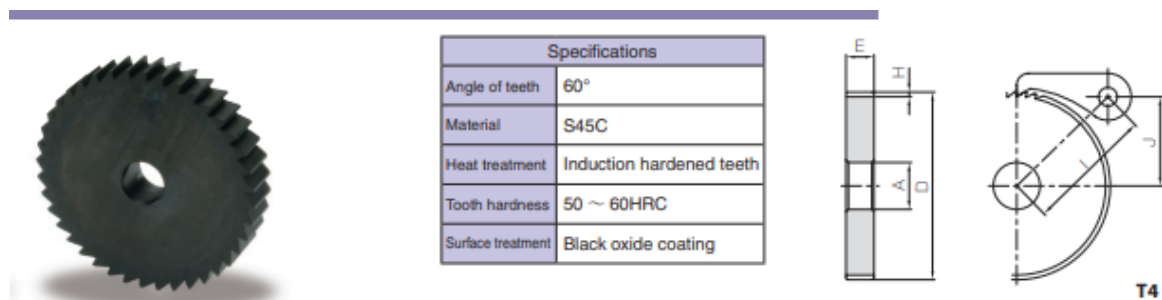 Specifications
Angle of teeth 60°
Material S45C
Heat treatment Induction hardened teeth
Tooth hardness 50 ～ 60HRC
Surface treatment Black oxide coating
E
H
A
D
I
J
T4